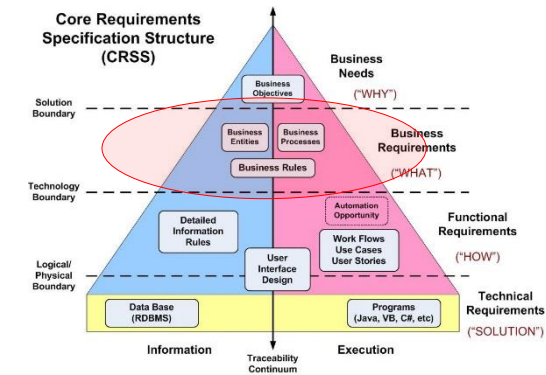 Core Requirements
Specification Structure
(CRSS)
Business
Needs
("WHY")
Business
Objectives
Solution
Boundary
Business
Entities
Business
Processes
Business Rules
Business
Requirements
("WHAT")
Technology
Boundary
Automation
Opportunity
Detailed
Information
Rules
Work Flows
Use Cases
User Stories
Functional
Requirements
("HOW")
User
Interface
Design
Logical/
Physical
Boundary
Data Base
(RDBMS)
Programs
(Java, VB, C#, etc)
Technical
Requirements
("SOLUTION")
Information
Execution
Traceability
Continuum